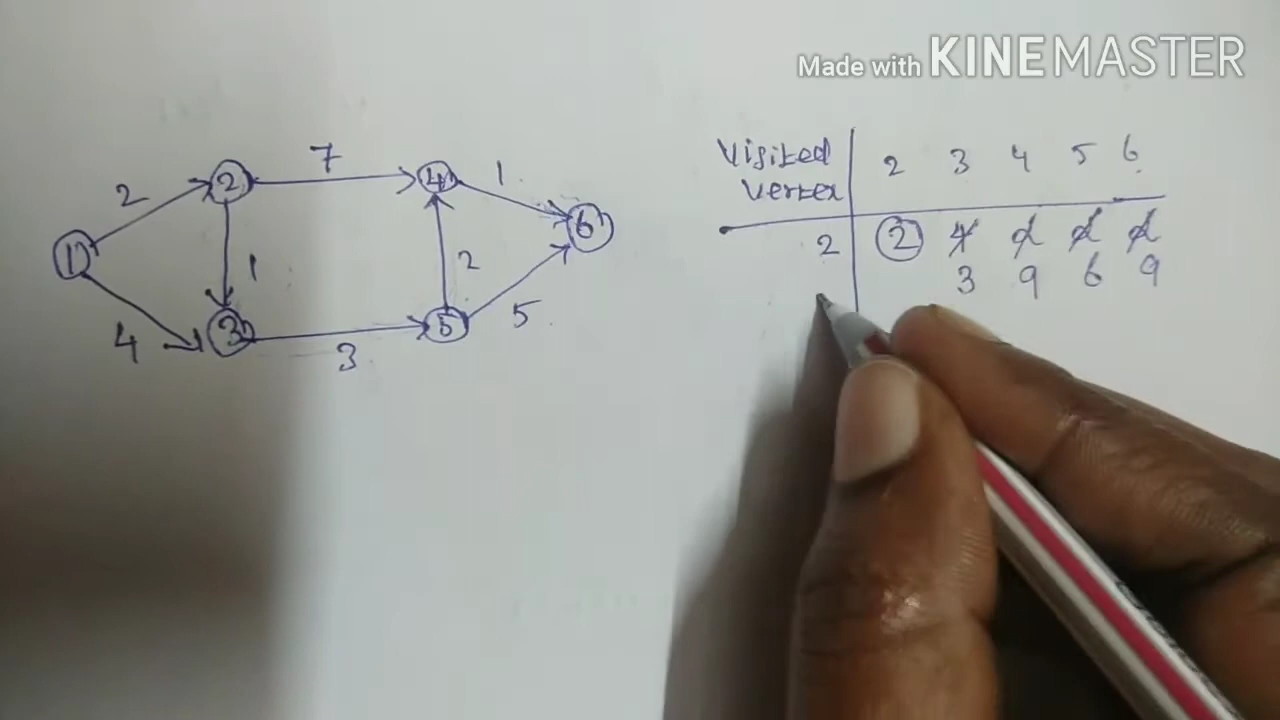 Made with KINEMASTER
2 7 1
1 2 4 6
1 2
4 3 5 5
3
Visited
Vertex 2 3 4 5 6
2 2 4 α α α
3 9 6 9